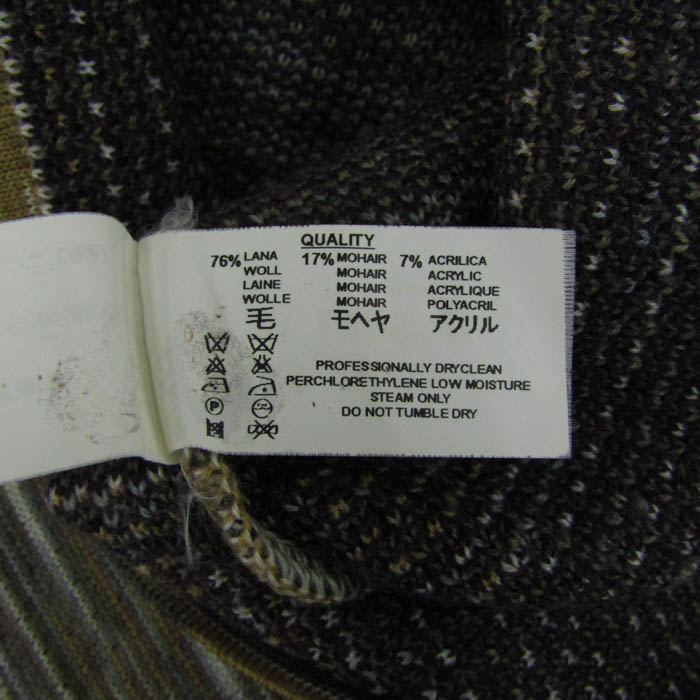 QUALITY
76% LANA 17% MOHAIR 7% ACRILICA
WOLL MOHAIR ACRYLIC
LAINE MOHAIR ACRYLIQUE
WOLLE MOHAIR POLYACRIL
毛 モヘヤ アクリル
PROFESSIONALLY DRYCLEAN
PERCHLORETHYLENE LOW MOISTURE
STEAM ONLY
DO NOT TUMBLE DRY
P